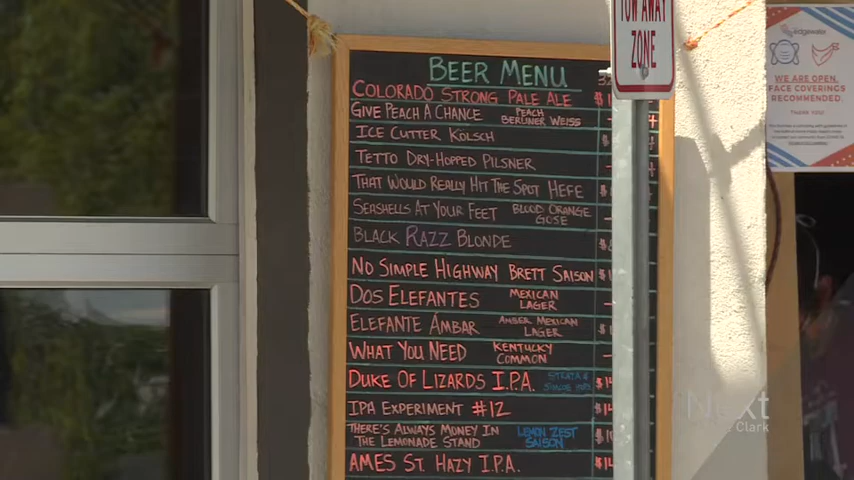 BEER MENU
COLORADO STRONG PALE ALE
GIVE PEACH A CHANCE PEACH BERLINER WEISS
ICE CUTTER KOLSCH
TETTO DRY-HOPPED PILSNER
THAT WOULD REALLY HIT THE SPOT HEFE
SEASHELLS AT YOUR FEET BLOOD ORANGE GOSE
BLACK RAZZ BLONDE
NO SIMPLE HIGHWAY BRETT SAISON
DOS ELEFANTES MEXICAN LAGER
ELEFANTE ÁMBAR AMBER MEXICAN LAGER
WHAT YOU NEED KENTUCKY COMMON
DUKE OF LIZARDS I.P.A.
IPA EXPERIMENT #12
THERE'S ALWAYS MONEY IN
THE LEMONADE STAND LEMON ZEST SAISON
AMES ST. HAZY I.P.A.
TOW AWAY
ZONE
edgewater
WE ARE OPEN.
FACE COVERINGS
RECOMMENDED.
THANK YOU!
Next
Clark